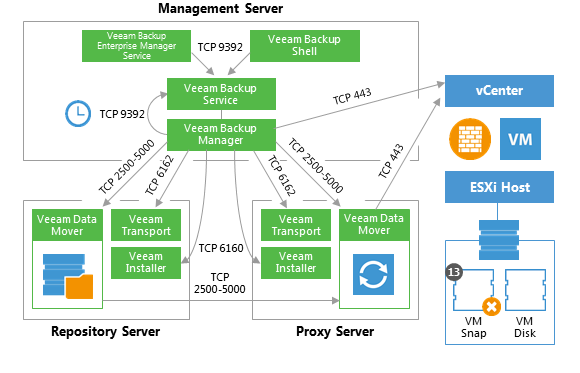 Management Server
Veeam Backup
Enterprise Manager
Service
TCP 9392
Veeam Backup
Shell
Veeam Backup
Service
TCP 9392
Veeam Backup
Manager
TCP 443
vCenter
VM
TCP 2500-5000
TCP 6162
TCP 6162
TCP 2500-5000
TCP 443
ESXi Host
Veeam Data
Mover
Veeam
Transport
Veeam
Installer
TCP 6160
TCP
2500-5000
Veeam
Transport
Veeam
Installer
Veeam Data
Mover
13
VM
Snap
VM
Disk
Repository Server
Proxy Server